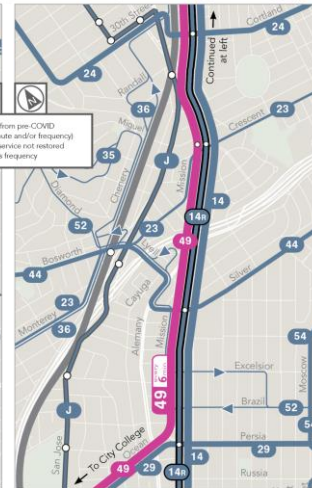 30th Street
Cortland
24
24
Continued
at left
Randall
from pre-COVID
oute and/or frequency)
service not restored
s frequency
36
Miguel
Crescent
23
35
J
Diamond
Chenery
Mission
14R
14
52
23
49
Lyell
44
Bosworth
44
Silver
Cayuga
23
Monterey
36
Alemany
Mission
54
49
6
Excelsior
Moscow
J
Brazil
52
54
Persia
To City College
Ocean
49
29
14R
14
29
San Jose
Russia